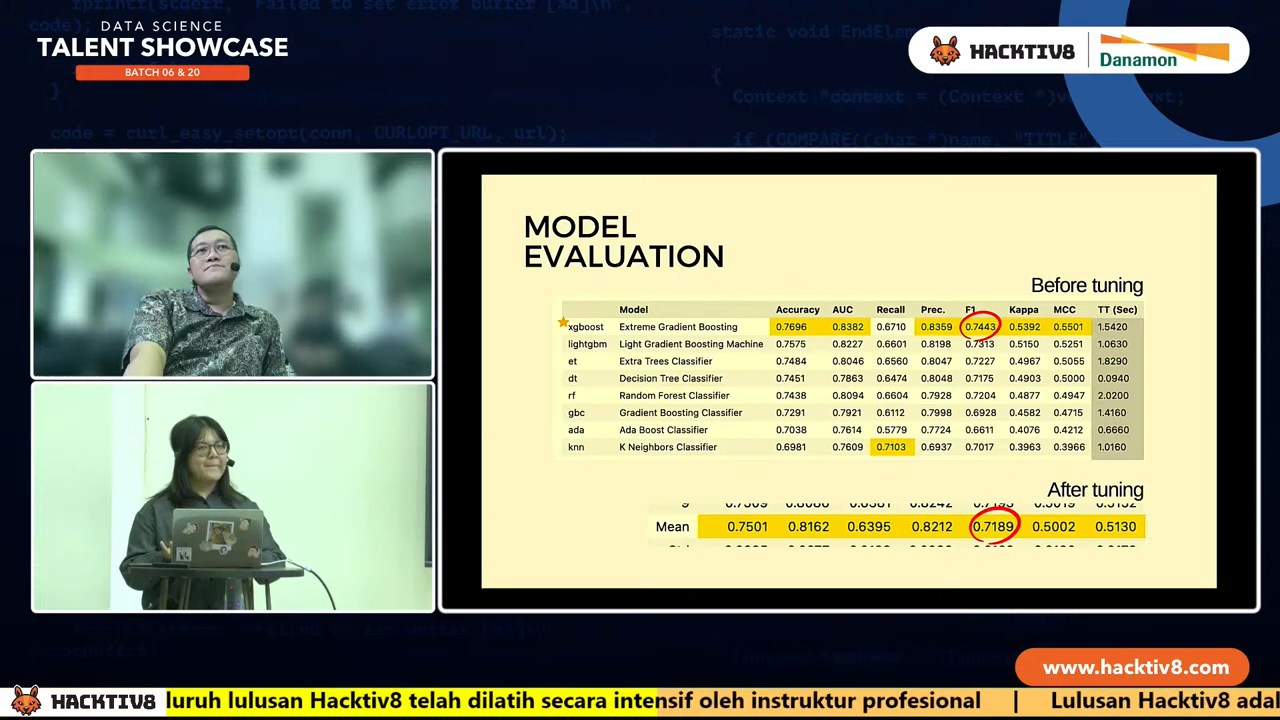 DATA SCIENCE
TALENT SHOWCASE
BATCH 06 & 20
HACKTIV8
Danamon
MODEL
EVALUATION
Before tuning
Model Accuracy AUC Recall Prec. F1 Kappa MCC TT (Sec)
xgboost Extreme Gradient Boosting 0.7696 0.8382 0.6710 0.8359 0.7443 0.5392 0.5501 1.5420
lightgbm Light Gradient Boosting Machine 0.7575 0.8227 0.6601 0.8198 0.7313 0.5150 0.5251 1.0630
et Extra Trees Classifier 0.7484 0.8046 0.6560 0.8047 0.7227 0.4967 0.5055 1.8290
dt Decision Tree Classifier 0.7451 0.7863 0.6474 0.8048 0.7175 0.4903 0.5000 0.0940
rf Random Forest Classifier 0.7438 0.8094 0.6604 0.7928 0.7204 0.4877 0.4947 2.0200
gbc Gradient Boosting Classifier 0.7291 0.7921 0.6112 0.7998 0.6928 0.4582 0.4715 1.4160
ada Ada Boost Classifier 0.7038 0.7614 0.5779 0.7724 0.6611 0.4076 0.4212 0.6660
knn K Neighbors Classifier 0.6981 0.7609 0.7103 0.6937 0.7017 0.3963 0.3966 1.0160
After tuning
Mean 0.7501 0.8162 0.6395 0.8212 0.7189 0.5002 0.5130
www.hacktiv8.com
HACKTIV8 luruh lulusan Hacktiv8 telah dilatih secara intensif oleh instruktur profesional | Lulusan Hacktiv8 ada
code = curl_easy_setopt(conn, CURLOPT_URL, url);